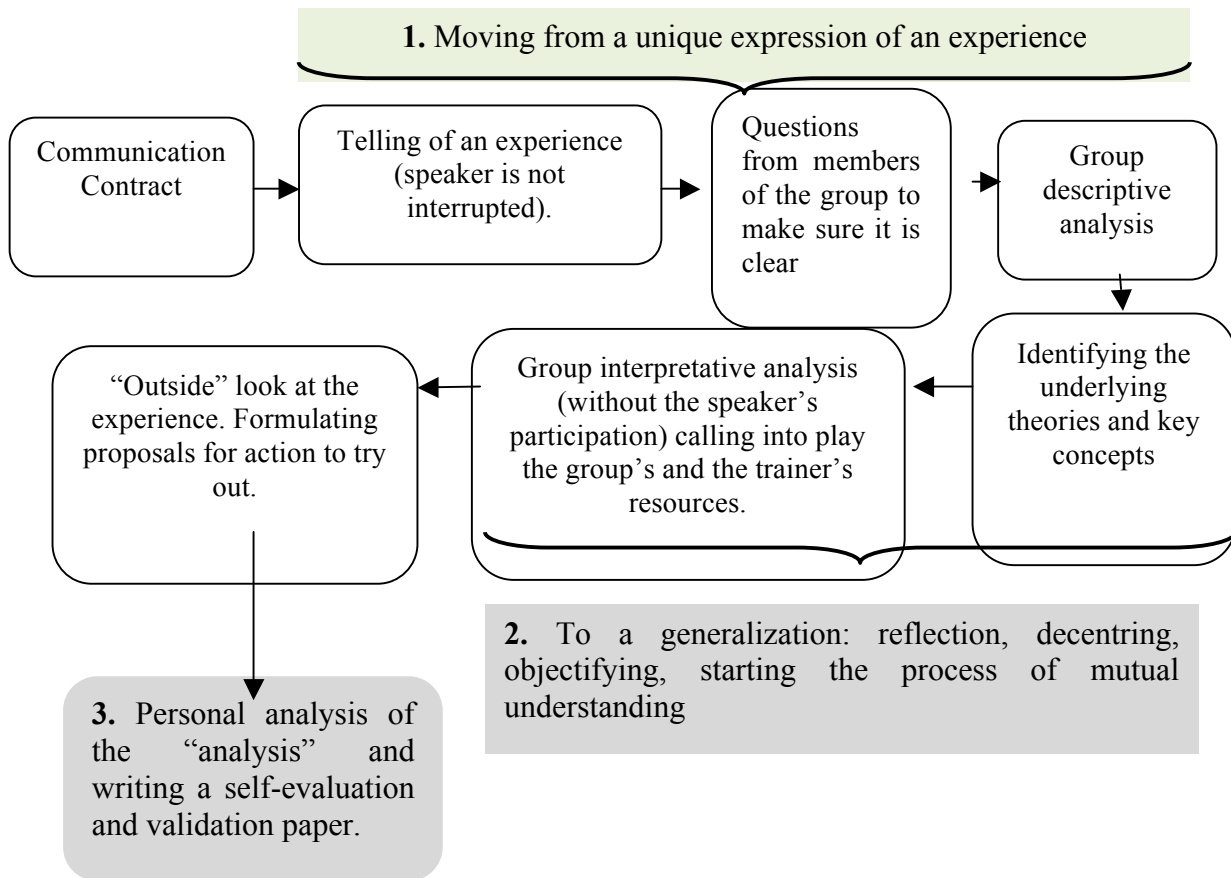 1. Moving from a unique expression of an experience
Communication
Contract
Telling of an experience
(speaker is not
interrupted).
Questions
from members
of the group to
make sure it is
clear
Group
descriptive
analysis
Identifying the
underlying
theories and key
concepts
Group interpretative analysis
(without the speaker’s
participation) calling into play
the group’s and the trainer’s
resources.
“Outside” look at the
experience. Formulating
proposals for action to try
out.
2. To a generalization: reflection, decentring,
objectifying, starting the process of mutual
understanding
3. Personal analysis of
the “analysis” and
writing a self-evaluation
and validation paper.